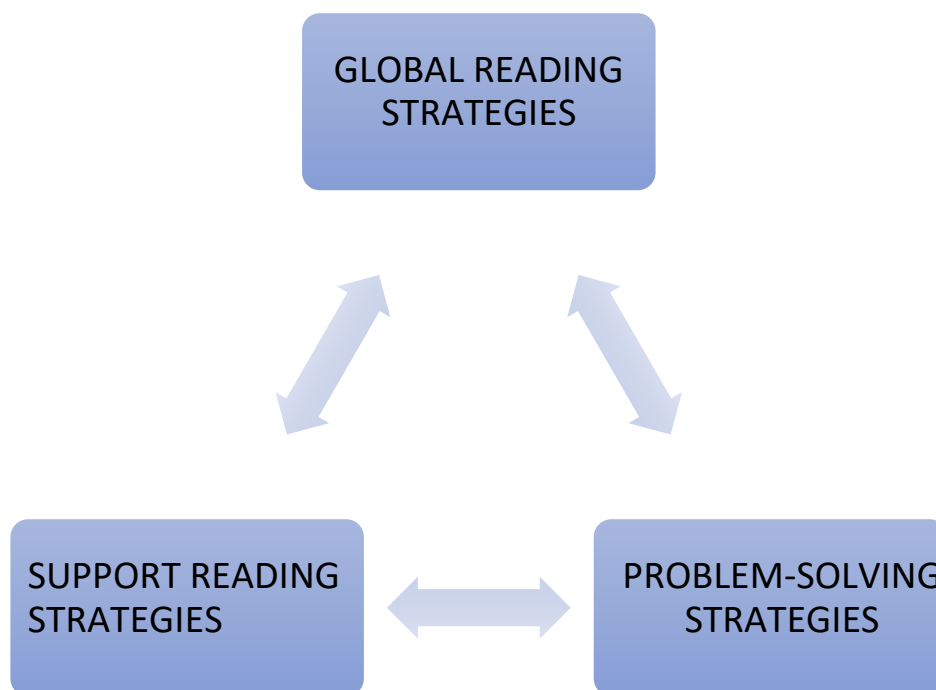 GLOBAL READING
STRATEGIES
SUPPORT READING
STRATEGIES
PROBLEM-SOLVING
STRATEGIES